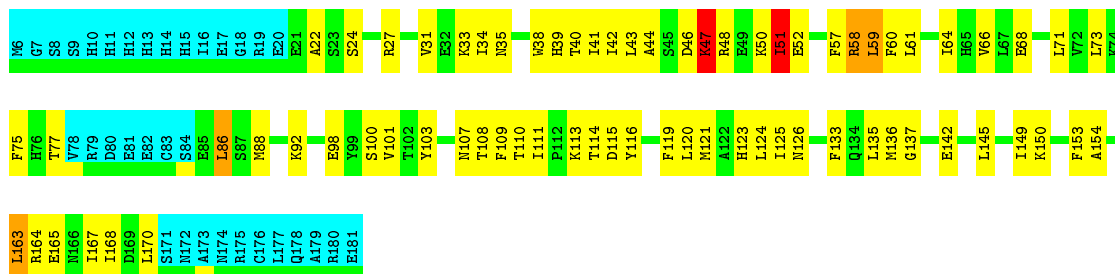 M6 G7 S8 S9 H10 H11 H12 H13 H14 H15 I16 E17 G18 R19 E20 E21 A22 S23 S24 R27 V31 E32 K33 I34 N35 W38 H39 T40 I41 I42 L43 A44 S45 D46 K47 R48 E49 K50 I51 E52 F57 R58 L59 F60 L61 I64 H65 V66 L67 E68 L71 V72 L73 K74
F75 H76 T77 V78 R79 D80 E81 E82 C83 S84 E85 L86 S87 M88 K92 E98 Y99 S100 V101 T102 Y103 N107 T108 F109 T110 I111 P112 K113 T114 D115 Y116 F119 L120 M121 A122 H123 L124 I125 N126 F133 Q134 L135 M136 G137 E142 L145 I149 K150 F153 A154
L163 R164 E165 N166 I167 I168 D169 L170 S171 N172 A173 N174 R175 C176 L177 Q178 A179 R180 E181